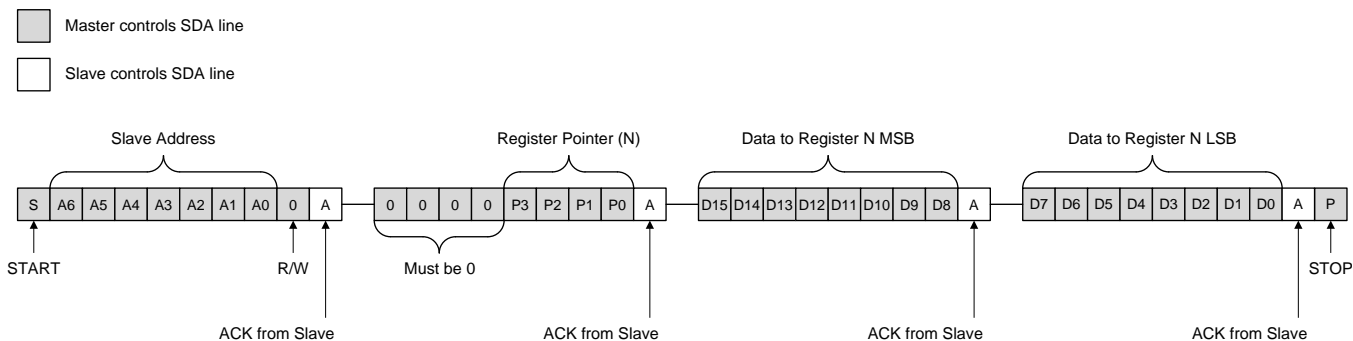 Master controls SDA line
Slave controls SDA line
Slave Address
Register Pointer (N)
Data to Register N MSB
Data to Register N LSB
S A6 A5 A4 A3 A2 A1 A0 0 A 0 0 0 0 P3 P2 P1 P0 A D15 D14 D13 D12 D11 D10 D9 D8 A D7 D6 D5 D4 D3 D2 D1 D0 A P
START
R/W
Must be 0
STOP
ACK from Slave
ACK from Slave
ACK from Slave
ACK from Slave